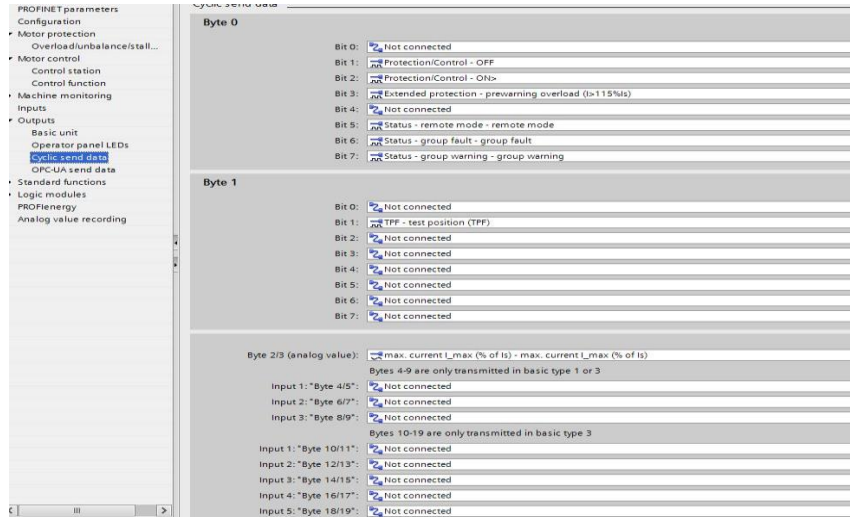 PROFINET parameters
Configuration
Motor protection
Overload/unbalance/stall...
Motor control
Control station
Control function
Machine monitoring
Inputs
Outputs
Basic unit
Operator panel LEDs
Cyclic send data
OPC-UA send data
Standard functions
Logic modules
PROFIenergy
Analog value recording
Cyclic send data
Byte 0
Bit 0: Not connected
Bit 1: Protection/Control - OFF
Bit 2: Protection/Control - ON>
Bit 3: Extended protection - prewarning overload (I>115%Is)
Bit 4: Not connected
Bit 5: Status - remote mode - remote mode
Bit 6: Status - group fault - group fault
Bit 7: Status - group warning - group warning
Byte 1
Bit 0: Not connected
Bit 1: TPF - test position (TPF)
Bit 2: Not connected
Bit 3: Not connected
Bit 4: Not connected
Bit 5: Not connected
Bit 6: Not connected
Bit 7: Not connected
Byte 2/3 (analog value): max. current I_max (% of Is) - max. current I_max (% of Is)
Bytes 4-9 are only transmitted in basic type 1 or 3
Input 1: "Byte 4/5": Not connected
Input 2: "Byte 6/7": Not connected
Input 3: "Byte 8/9": Not connected
Bytes 10-19 are only transmitted in basic type 3
Input 1: "Byte 10/11": Not connected
Input 2: "Byte 12/13": Not connected
Input 3: "Byte 14/15": Not connected
Input 4: "Byte 16/17": Not connected
Input 5: "Byte 18/19": Not connected